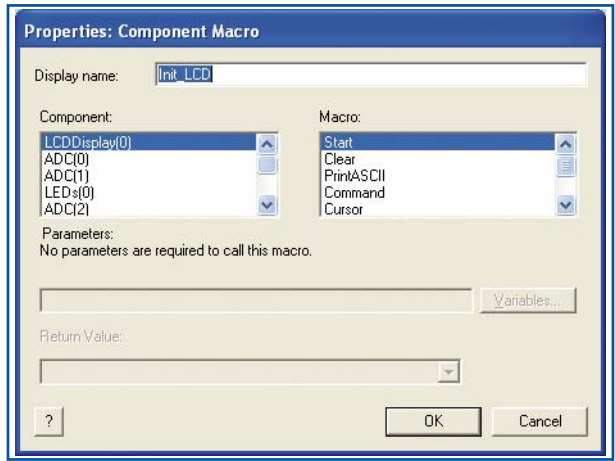 Properties: Component Macro
Display name: Init_LCD
Component: Macro:
LCDDisplay(0) Start
ADC(0) Clear
ADC(1) PrintASCII
LEDs(0) Command
ADC(2) Cursor
Parameters:
No parameters are required to call this macro.
Variables...
Return Value:
? OK Cancel